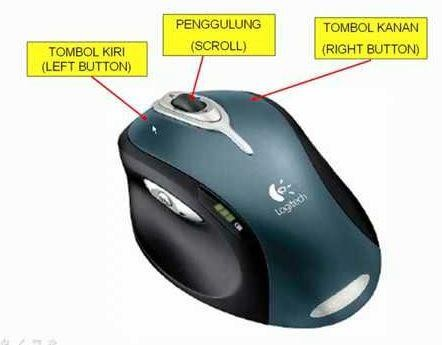 PENGGULUNG
(SCROLL)
TOMBOL KIRI
(LEFT BUTTON)
TOMBOL KANAN
(RIGHT BUTTON)
Logitech